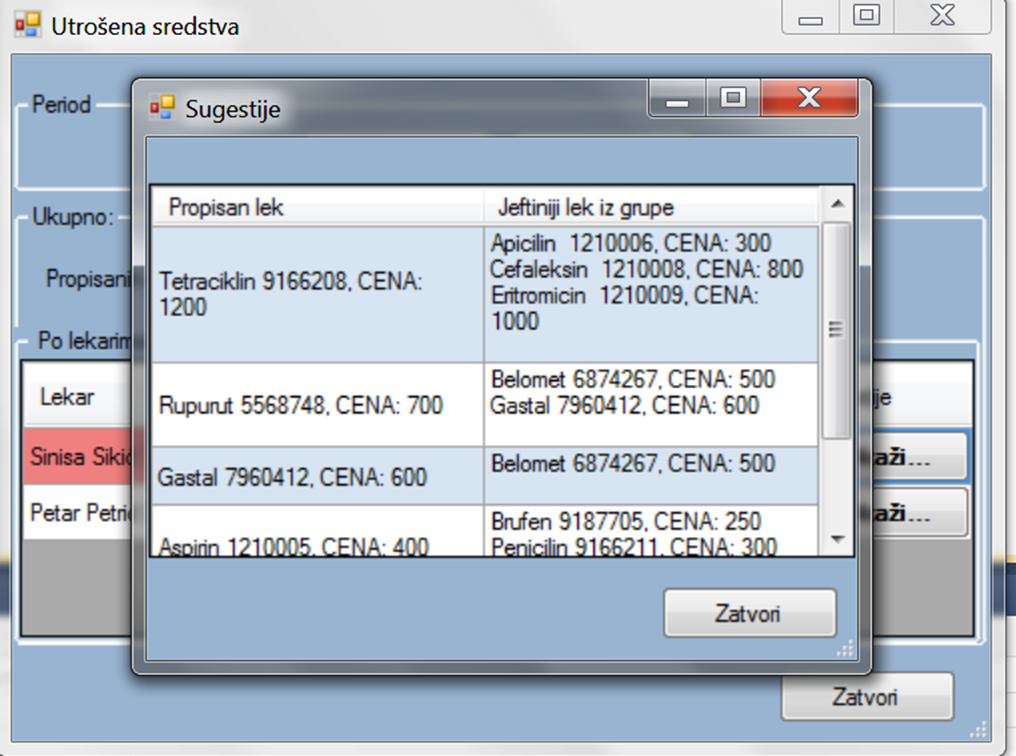 Utrošena sredstva
Period
Ukupno:
Propisani
Po lekarim
Lekar
Sinisa Sikic
Petar Petric
Sugestije
Propisan lek
Jeftiniji lek iz grupe
Tetraciklin 9166208, CENA:
1200
Apicilin 1210006, CENA: 300
Cefaleksin 1210008, CENA: 800
Eritromicin 1210009, CENA:
1000
Rupurut 5568748, CENA: 700
Belomet 6874267, CENA: 500
Gastal 7960412, CENA: 600
Gastal 7960412, CENA: 600
Belomet 6874267, CENA: 500
Aspirin 1210005, CENA: 400
Brufen 9187705, CENA: 250
Penicilin 9166211, CENA: 300
Zatvori
je
aži...
aži...
Zatvori